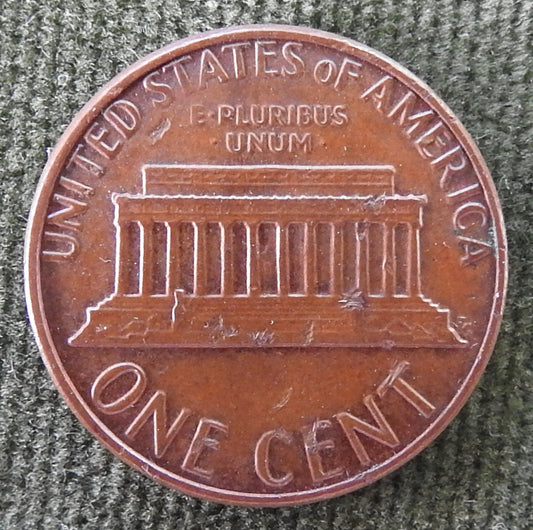 UNITED STATES OF AMERICA
E·PLURIBUS
·UNUM·
ONE CENT